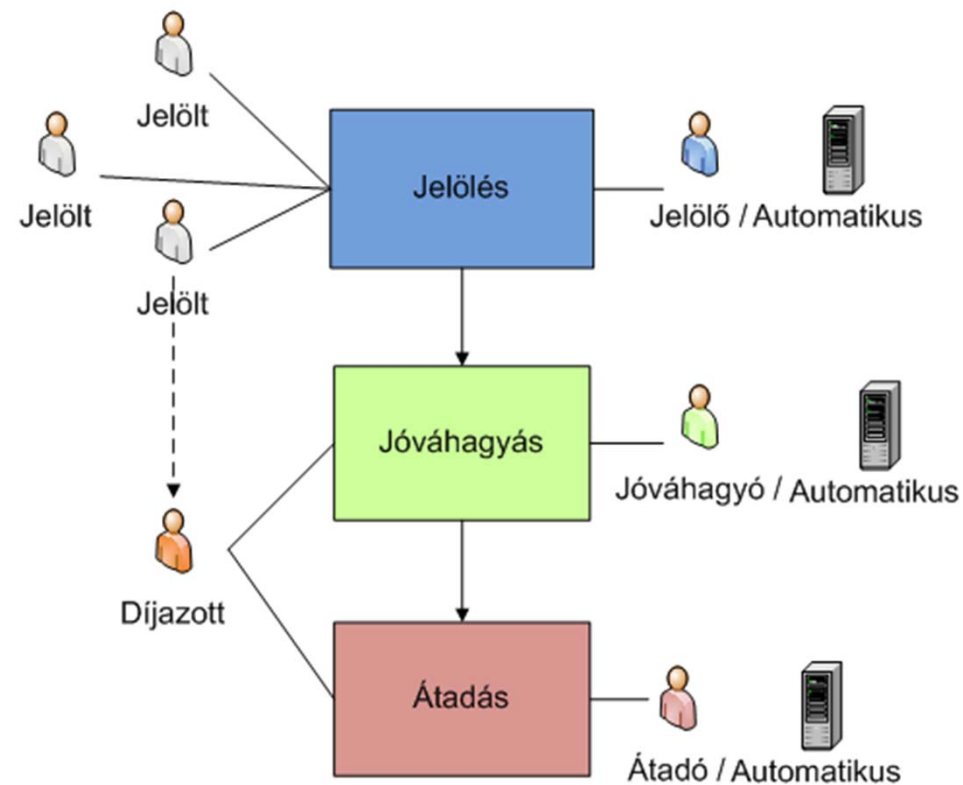 Jelölt
Jelölt
Jelölt
Jelölés
Jelölő / Automatikus
Jóváhagyás
Jóváhagyó / Automatikus
Díjazott
Átadás
Átadó / Automatikus